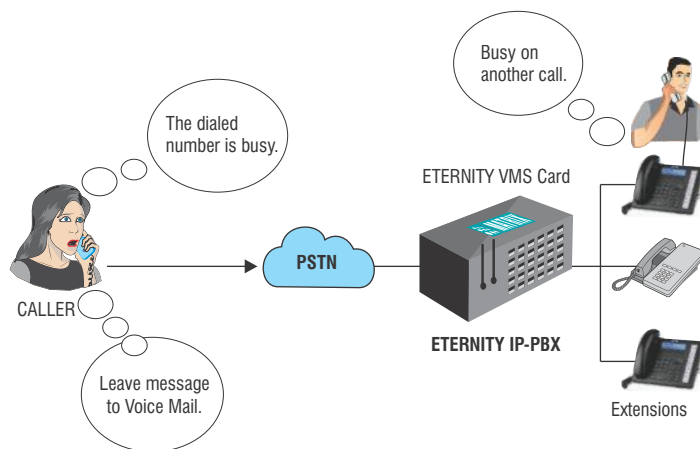 Busy on
another call.
The dialed
number is busy.
ETERNITY VMS Card
PSTN
CALLER
ETERNITY IP-PBX
Leave message
to Voice Mail.
Extensions